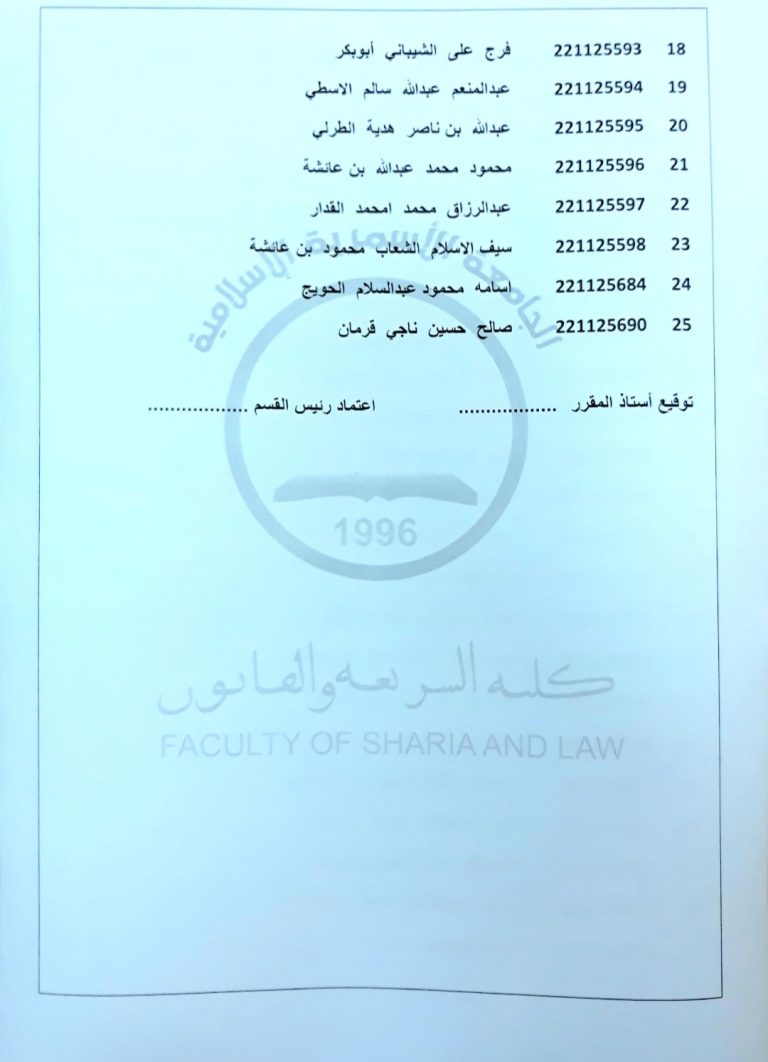 18 221125593 فرج على الشيباني أبوبكر
19 221125594 عبدالمنعم عبدالله سالم الاسطي
20 221125595 عبدالله بن ناصر هدية الطرلي
21 221125596 محمود محمد عبدالله بن عائشة
22 221125597 عبدالرزاق محمد امحمد القدار
23 221125598 سيف الاسلام الشعاب محمود بن عائشة
24 221125684 اسامه محمود عبدالسلام الحويج
25 221125690 صالح حسين ناجي قرمان
توقيع أستاذ المقرر .................. اعتماد رئيس القسم ..................
الجامعة الأسمرية الإسلامية
1996
كلية الشريعة والقانون
FACULTY OF SHARIA AND LAW